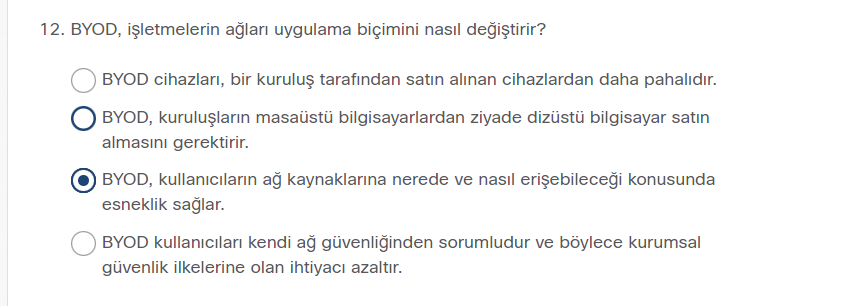 12. BYOD, işletmelerin ağları uygulama biçimini nasıl değiştirir?
BYOD cihazları, bir kuruluş tarafından satın alınan cihazlardan daha pahalıdır.
BYOD, kuruluşların masaüstü bilgisayarlardan ziyade dizüstü bilgisayar satın
almasını gerektirir.
BYOD, kullanıcıların ağ kaynaklarına nerede ve nasıl erişebileceği konusunda
esneklik sağlar.
BYOD kullanıcıları kendi ağ güvenliğinden sorumludur ve böylece kurumsal
güvenlik ilkelerine olan ihtiyacı azaltır.